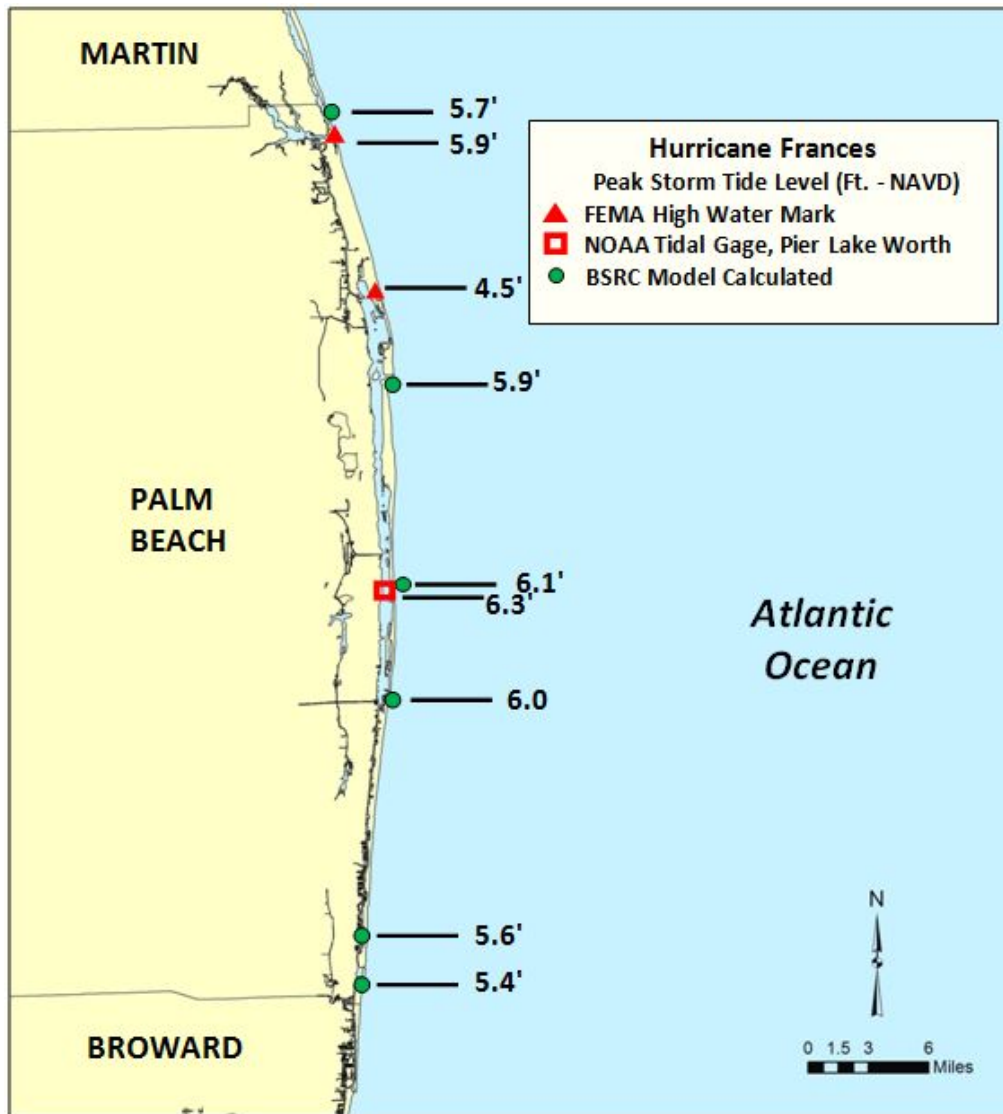 MARTIN
5.7'
5.9'
Hurricane Frances
Peak Storm Tide Level (Ft. - NAVD)
FEMA High Water Mark
NOAA Tidal Gage, Pier Lake Worth
BSRC Model Calculated
4.5'
5.9'
PALM
BEACH
6.1'
6.3'
Atlantic
Ocean
6.0
5.6'
5.4'
N
BROWARD
0 1.5 3 6
Miles